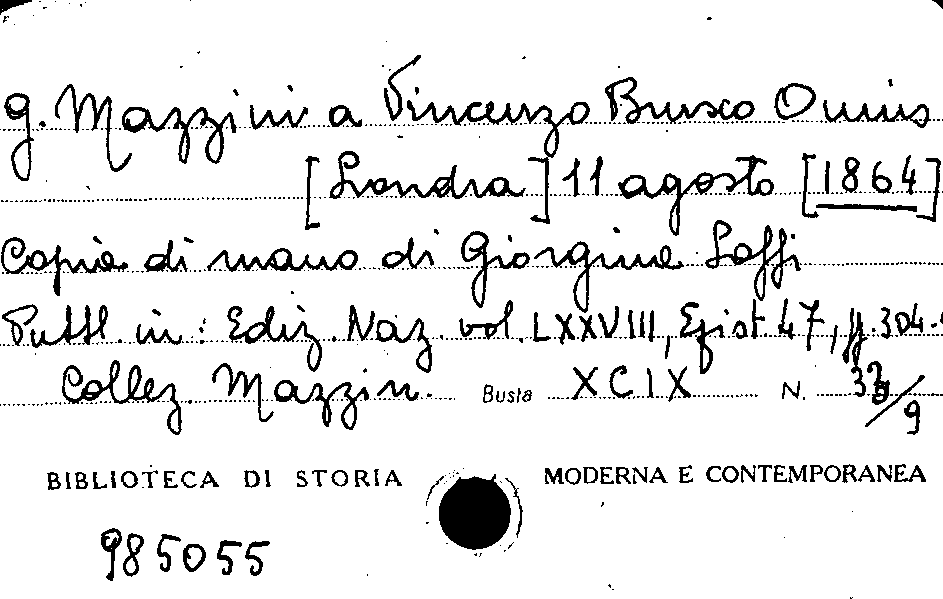 G. Mazzini a Vincenzo Brusco Onnis
[Londra] 11 agosto [1864]
Copia di mano di Giorgina Saffi
Pubbl. in: Ediz. Naz. vol. LXXVIII, Epist 47, pp. 304-
Collez. Mazzin. Busta XCIX N. /9
BIBLIOTECA DI STORIA MODERNA E CONTEMPORANEA
985055